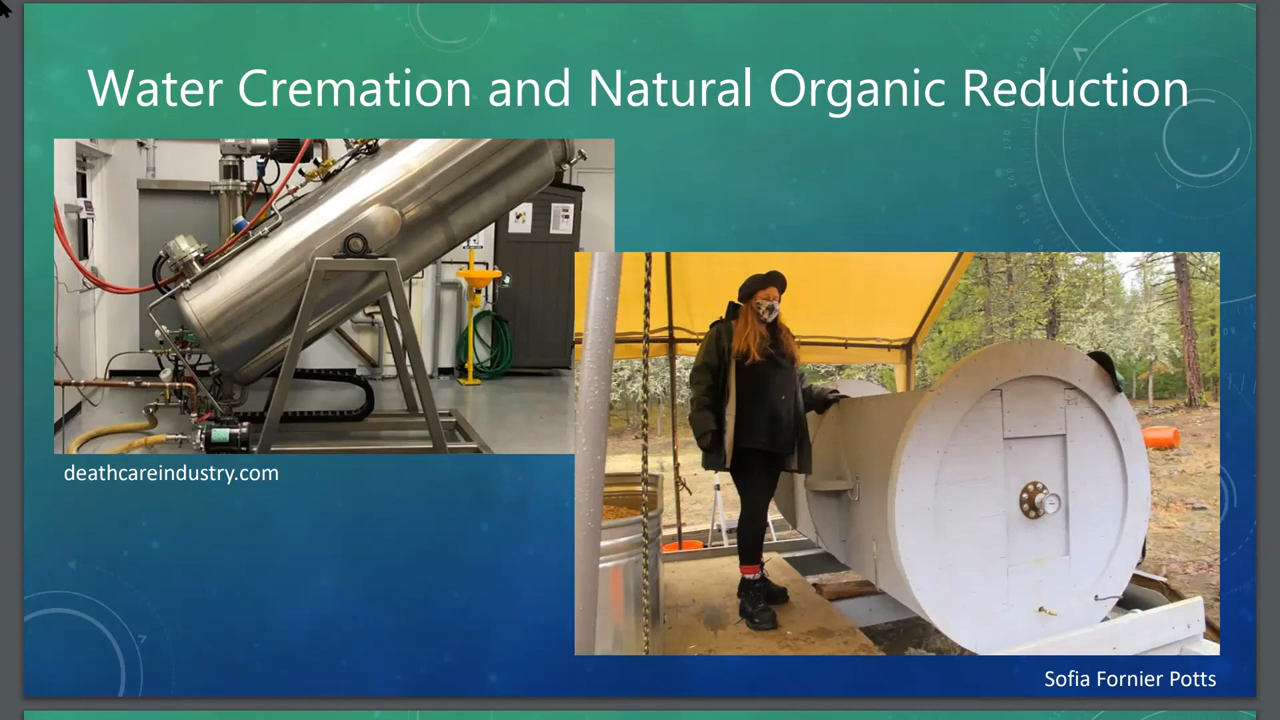 Water Cremation and Natural Organic Reduction
deathcareindustry.com
Sofia Fornier Potts